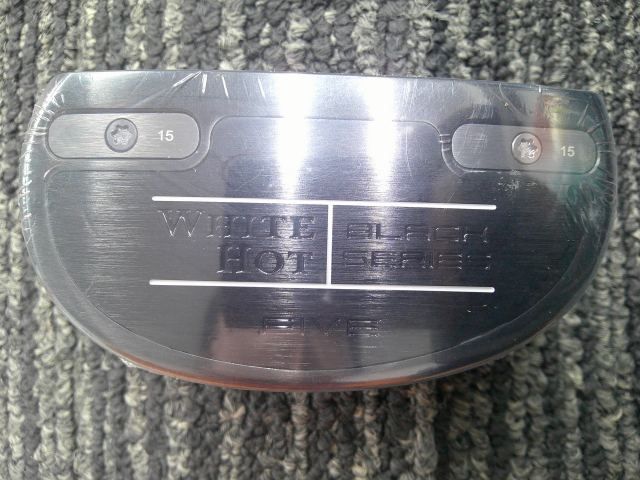 15 15
WHITE BLACK
HOT SERIES
FIVE